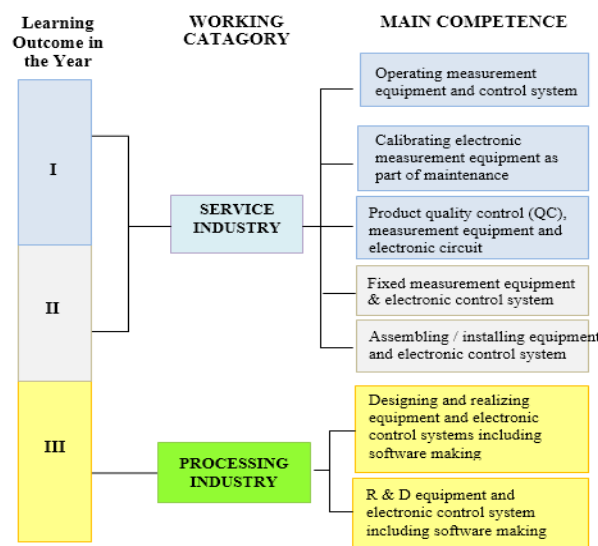 Learning
Outcome in
the Year
WORKING
CATAGORY
MAIN COMPETENCE
I
II
III
SERVICE
INDUSTRY
PROCESSING
INDUSTRY
Operating measurement
equipment and control system
Calibrating electronic
measurement equipment as
part of maintenance
Product quality control (QC),
measurement equipment and
electronic circuit
Fixed measurement equipment
& electronic control system
Assembling / installing equipment
and electronic control system
Designing and realizing
equipment and electronic
control systems including
software making
R & D equipment and
electronic control system
including software making